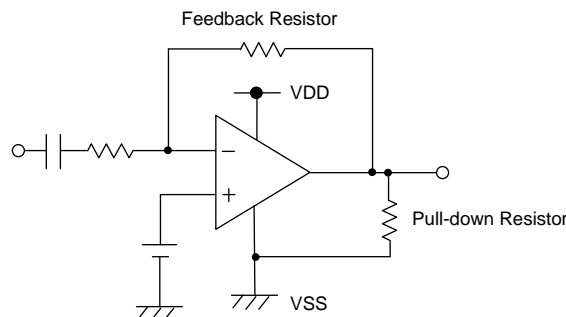 Feedback Resistor
VDD
−
+
Pull-down Resistor
VSS